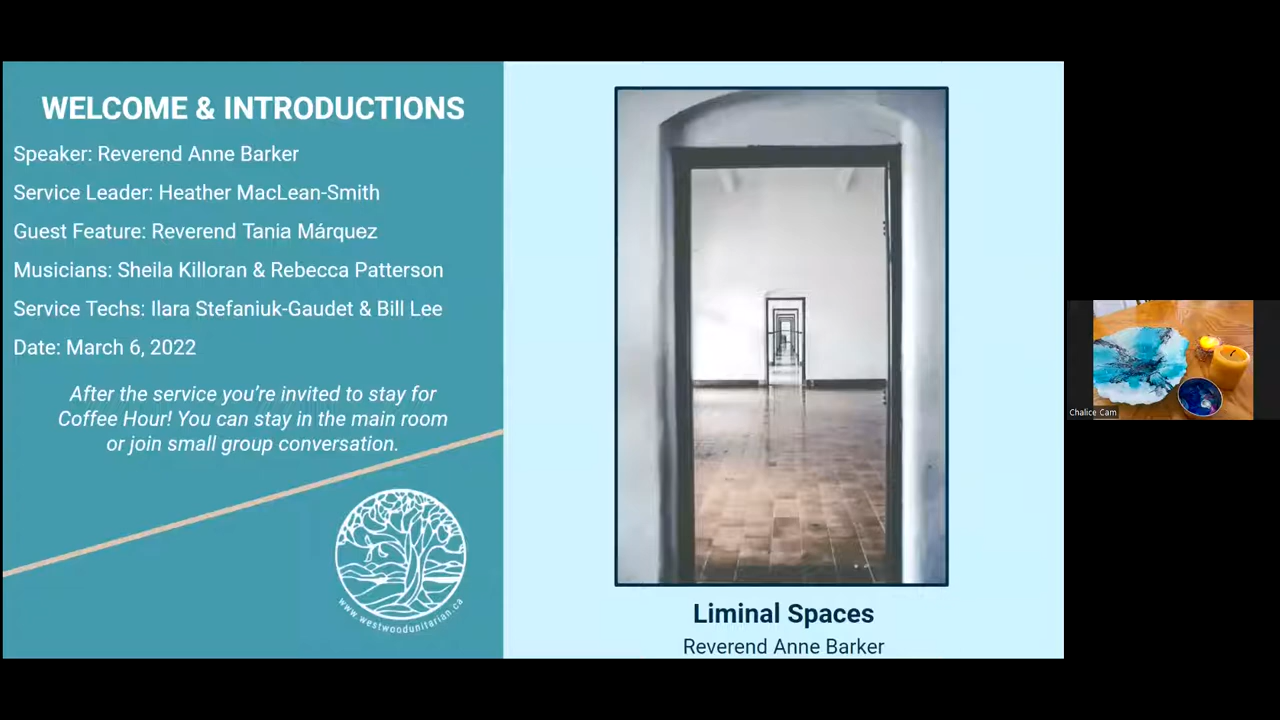 WELCOME & INTRODUCTIONS
Speaker: Reverend Anne Barker
Service Leader: Heather MacLean-Smith
Guest Feature: Reverend Tania Márquez
Musicians: Sheila Killoran & Rebecca Patterson
Service Techs: Ilara Stefaniuk-Gaudet & Bill Lee
Date: March 6, 2022
After the service you’re invited to stay for
Coffee Hour! You can stay in the main room
or join small group conversation.
www.westwoodunitarian.ca
Liminal Spaces
Reverend Anne Barker
Chalice Cam